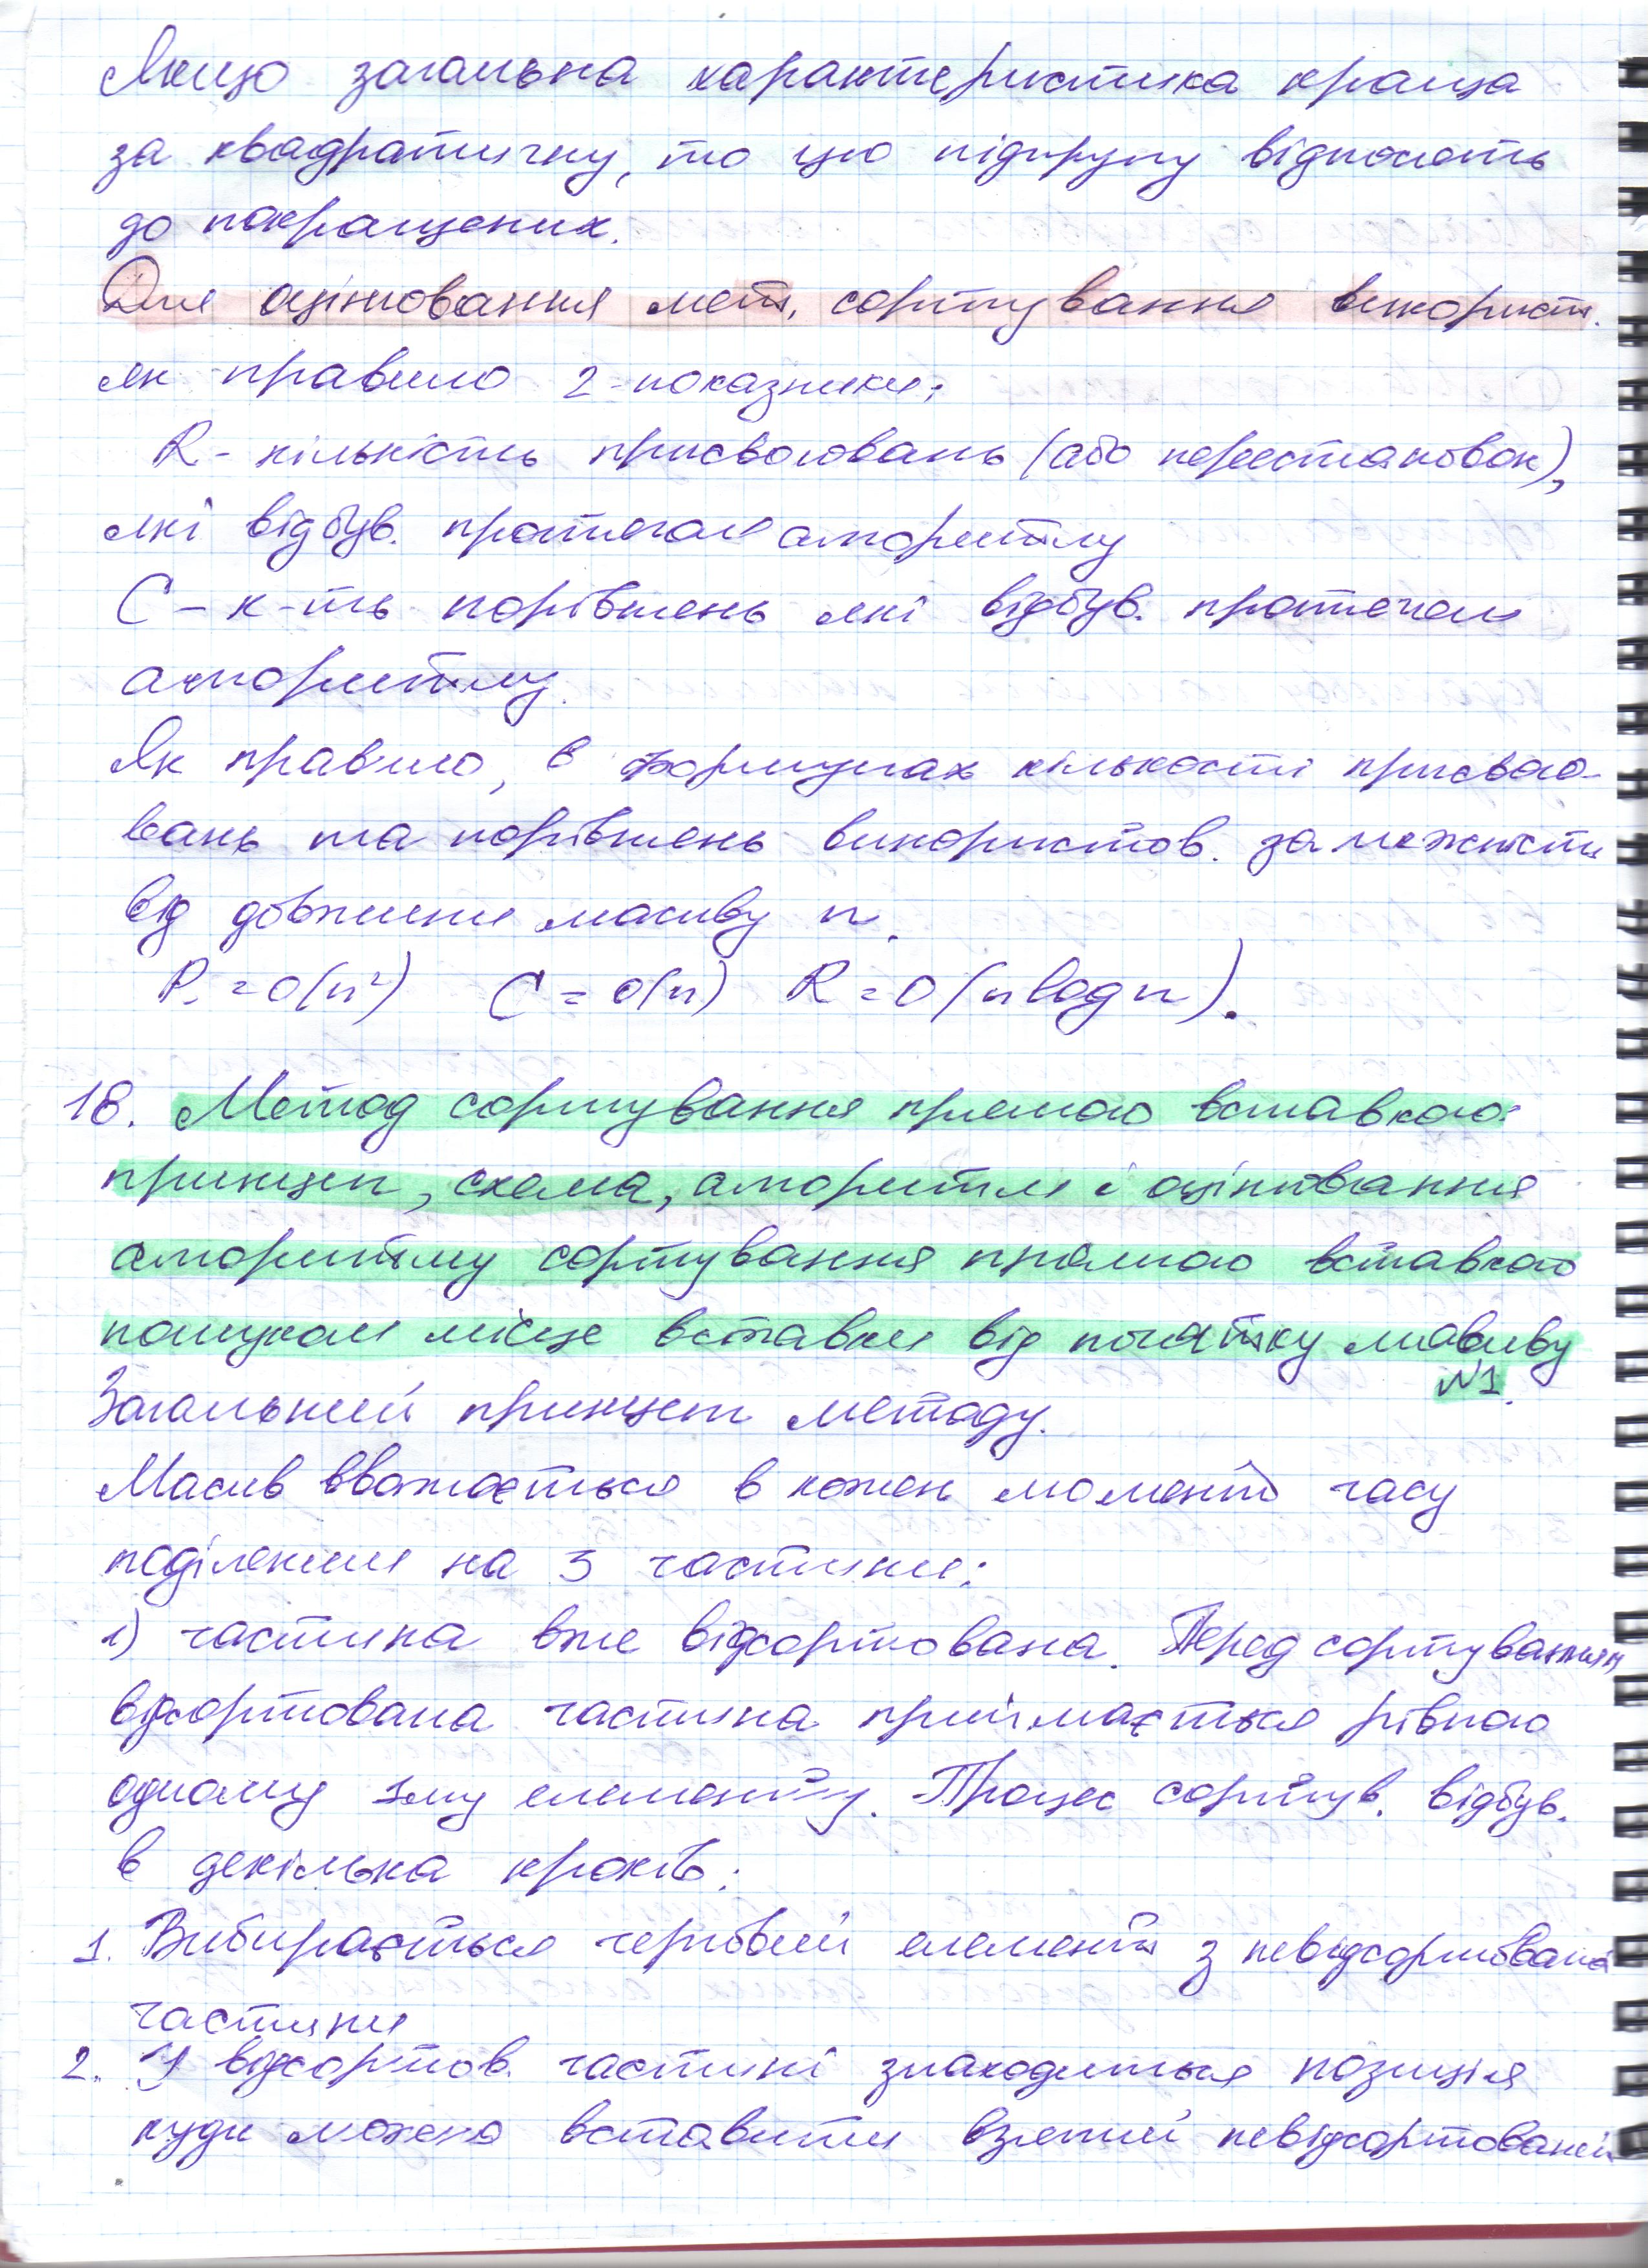 Якщо загальна характеристика краща
за квадратичну, то цю підгрупу відносять
до покращених.
Для оцінювання мет. сортування використ.
як правило 2-показники:
R - кількість присвоювань (або перестановок),
які відбув. протягом алгоритму
C - к-ть порівнянь які відбув. протягом
алгоритму.
Як правило, в формулах кількості присвою-
вань та порівнянь використов. залежність
від довжини масиву n.
R = O(n²) C = O(n) R = O(n log n).
18. Метод сортування прямою вставкою:
принцип, схема, алгоритм і оцінювання
алгоритму сортування прямою вставкою
пошуком місце вставки від початку масиву
№1.
Загальний принцип методу.
Масив вважається в кожен момент часу
поділеним на 3 частини:
1) частина вже відсортована. Перед сортуванням
відсортована частина приймається рівною
одному 1му елементу. Процес сортув. відбув.
в декілька кроків:
1. Вибирається черговий елемент з невідсортованої
частини
2. У відсортов. частині знаходиться позиція
куди можна вставити взятий невідсортований